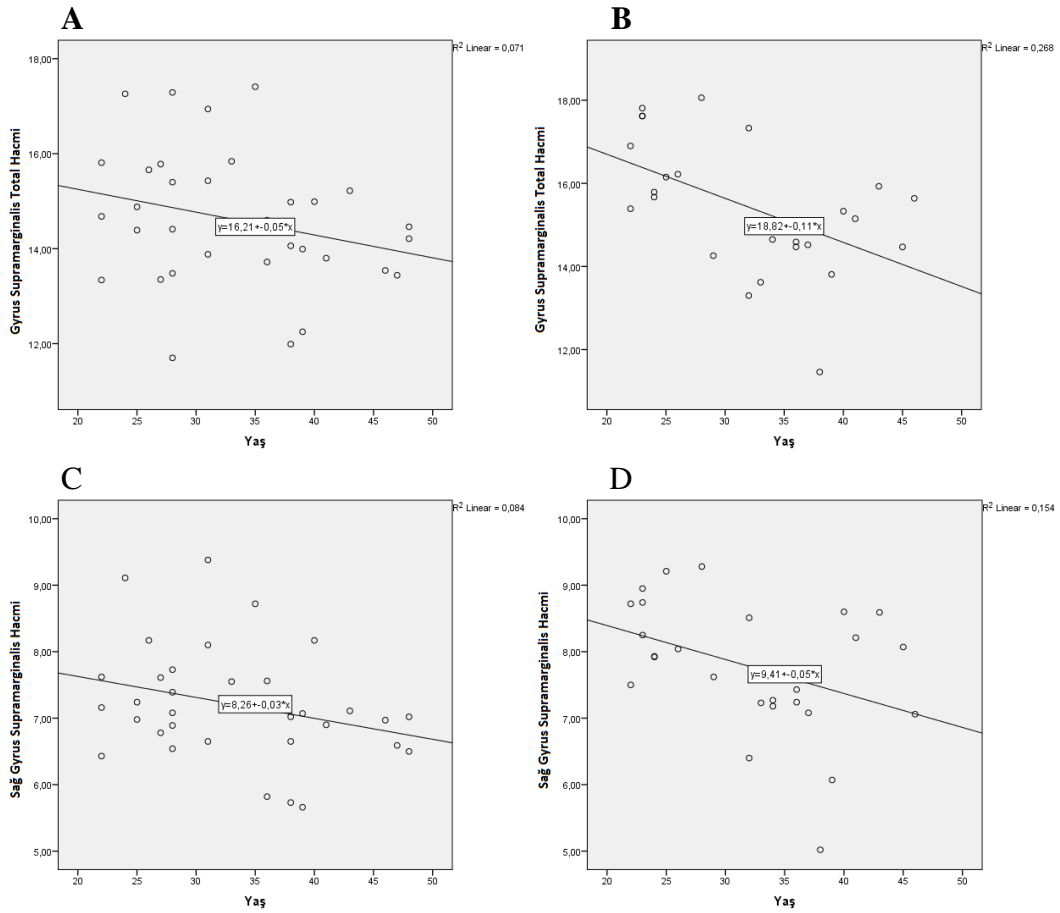 A
R² Linear = 0,071
Gyrus Supramarginalis Total Hacmi
18,00
16,00
14,00
12,00
y=16,21+-0,05*x
20 25 30 35 40 45 50
Yaş
B
R² Linear = 0,268
Gyrus Supramarginalis Total Hacmi
18,00
16,00
14,00
12,00
y=18,82+-0,11*x
20 25 30 35 40 45 50
Yaş
C
R² Linear = 0,084
Sağ Gyrus Supramarginalis Hacmi
10,00
9,00
8,00
7,00
6,00
5,00
y=8,26+-0,03*x
20 25 30 35 40 45 50
Yaş
D
R² Linear = 0,154
Sağ Gyrus Supramarginalis Hacmi
10,00
9,00
8,00
7,00
6,00
5,00
y=9,41+-0,05*x
20 25 30 35 40 45 50
Yaş